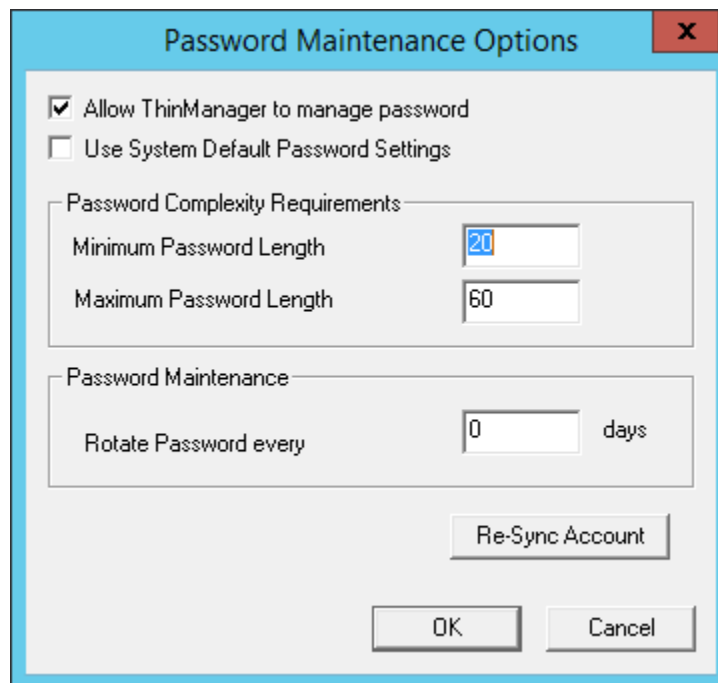 Password Maintenance Options
x
Allow ThinManager to manage password
Use System Default Password Settings
Password Complexity Requirements
Minimum Password Length 20
Maximum Password Length 60
Password Maintenance
Rotate Password every 0 days
Re-Sync Account
OK Cancel